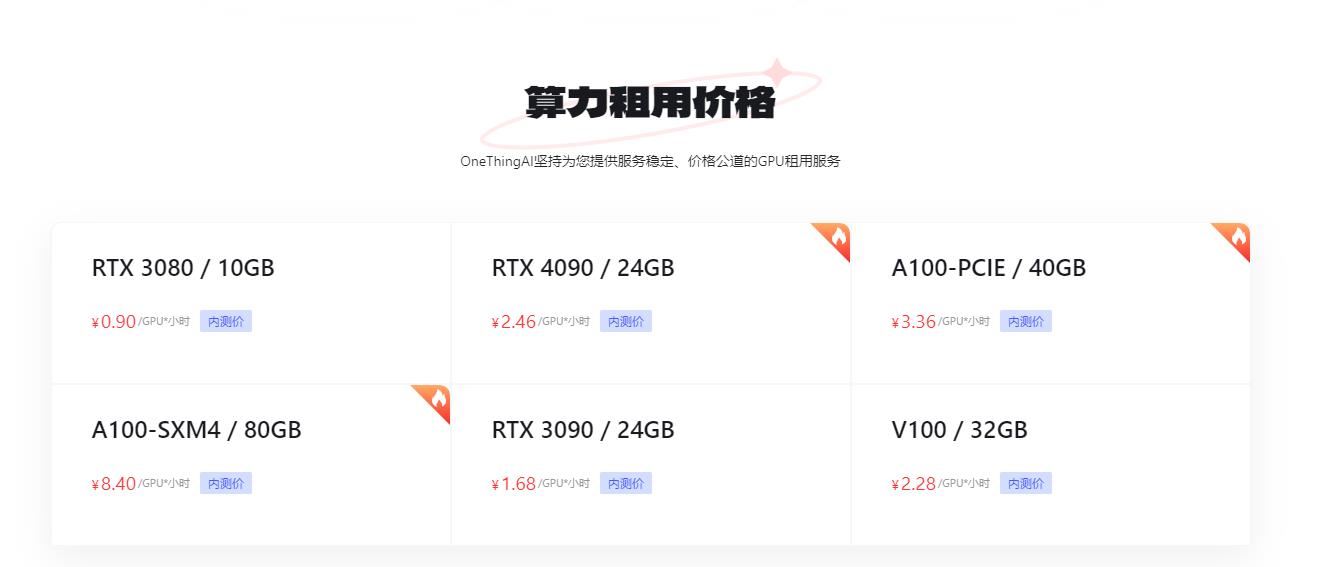 算力租用价格
OneThingAI坚持为您提供服务稳定、价格公道的GPU租用服务
RTX 3080 / 10GB
¥0.90/GPU*小时 内测价
RTX 4090 / 24GB
¥2.46/GPU*小时 内测价
A100-PCIE / 40GB
¥3.36/GPU*小时 内测价
A100-SXM4 / 80GB
¥8.40/GPU*小时 内测价
RTX 3090 / 24GB
¥1.68/GPU*小时 内测价
V100 / 32GB
¥2.28/GPU*小时 内测价